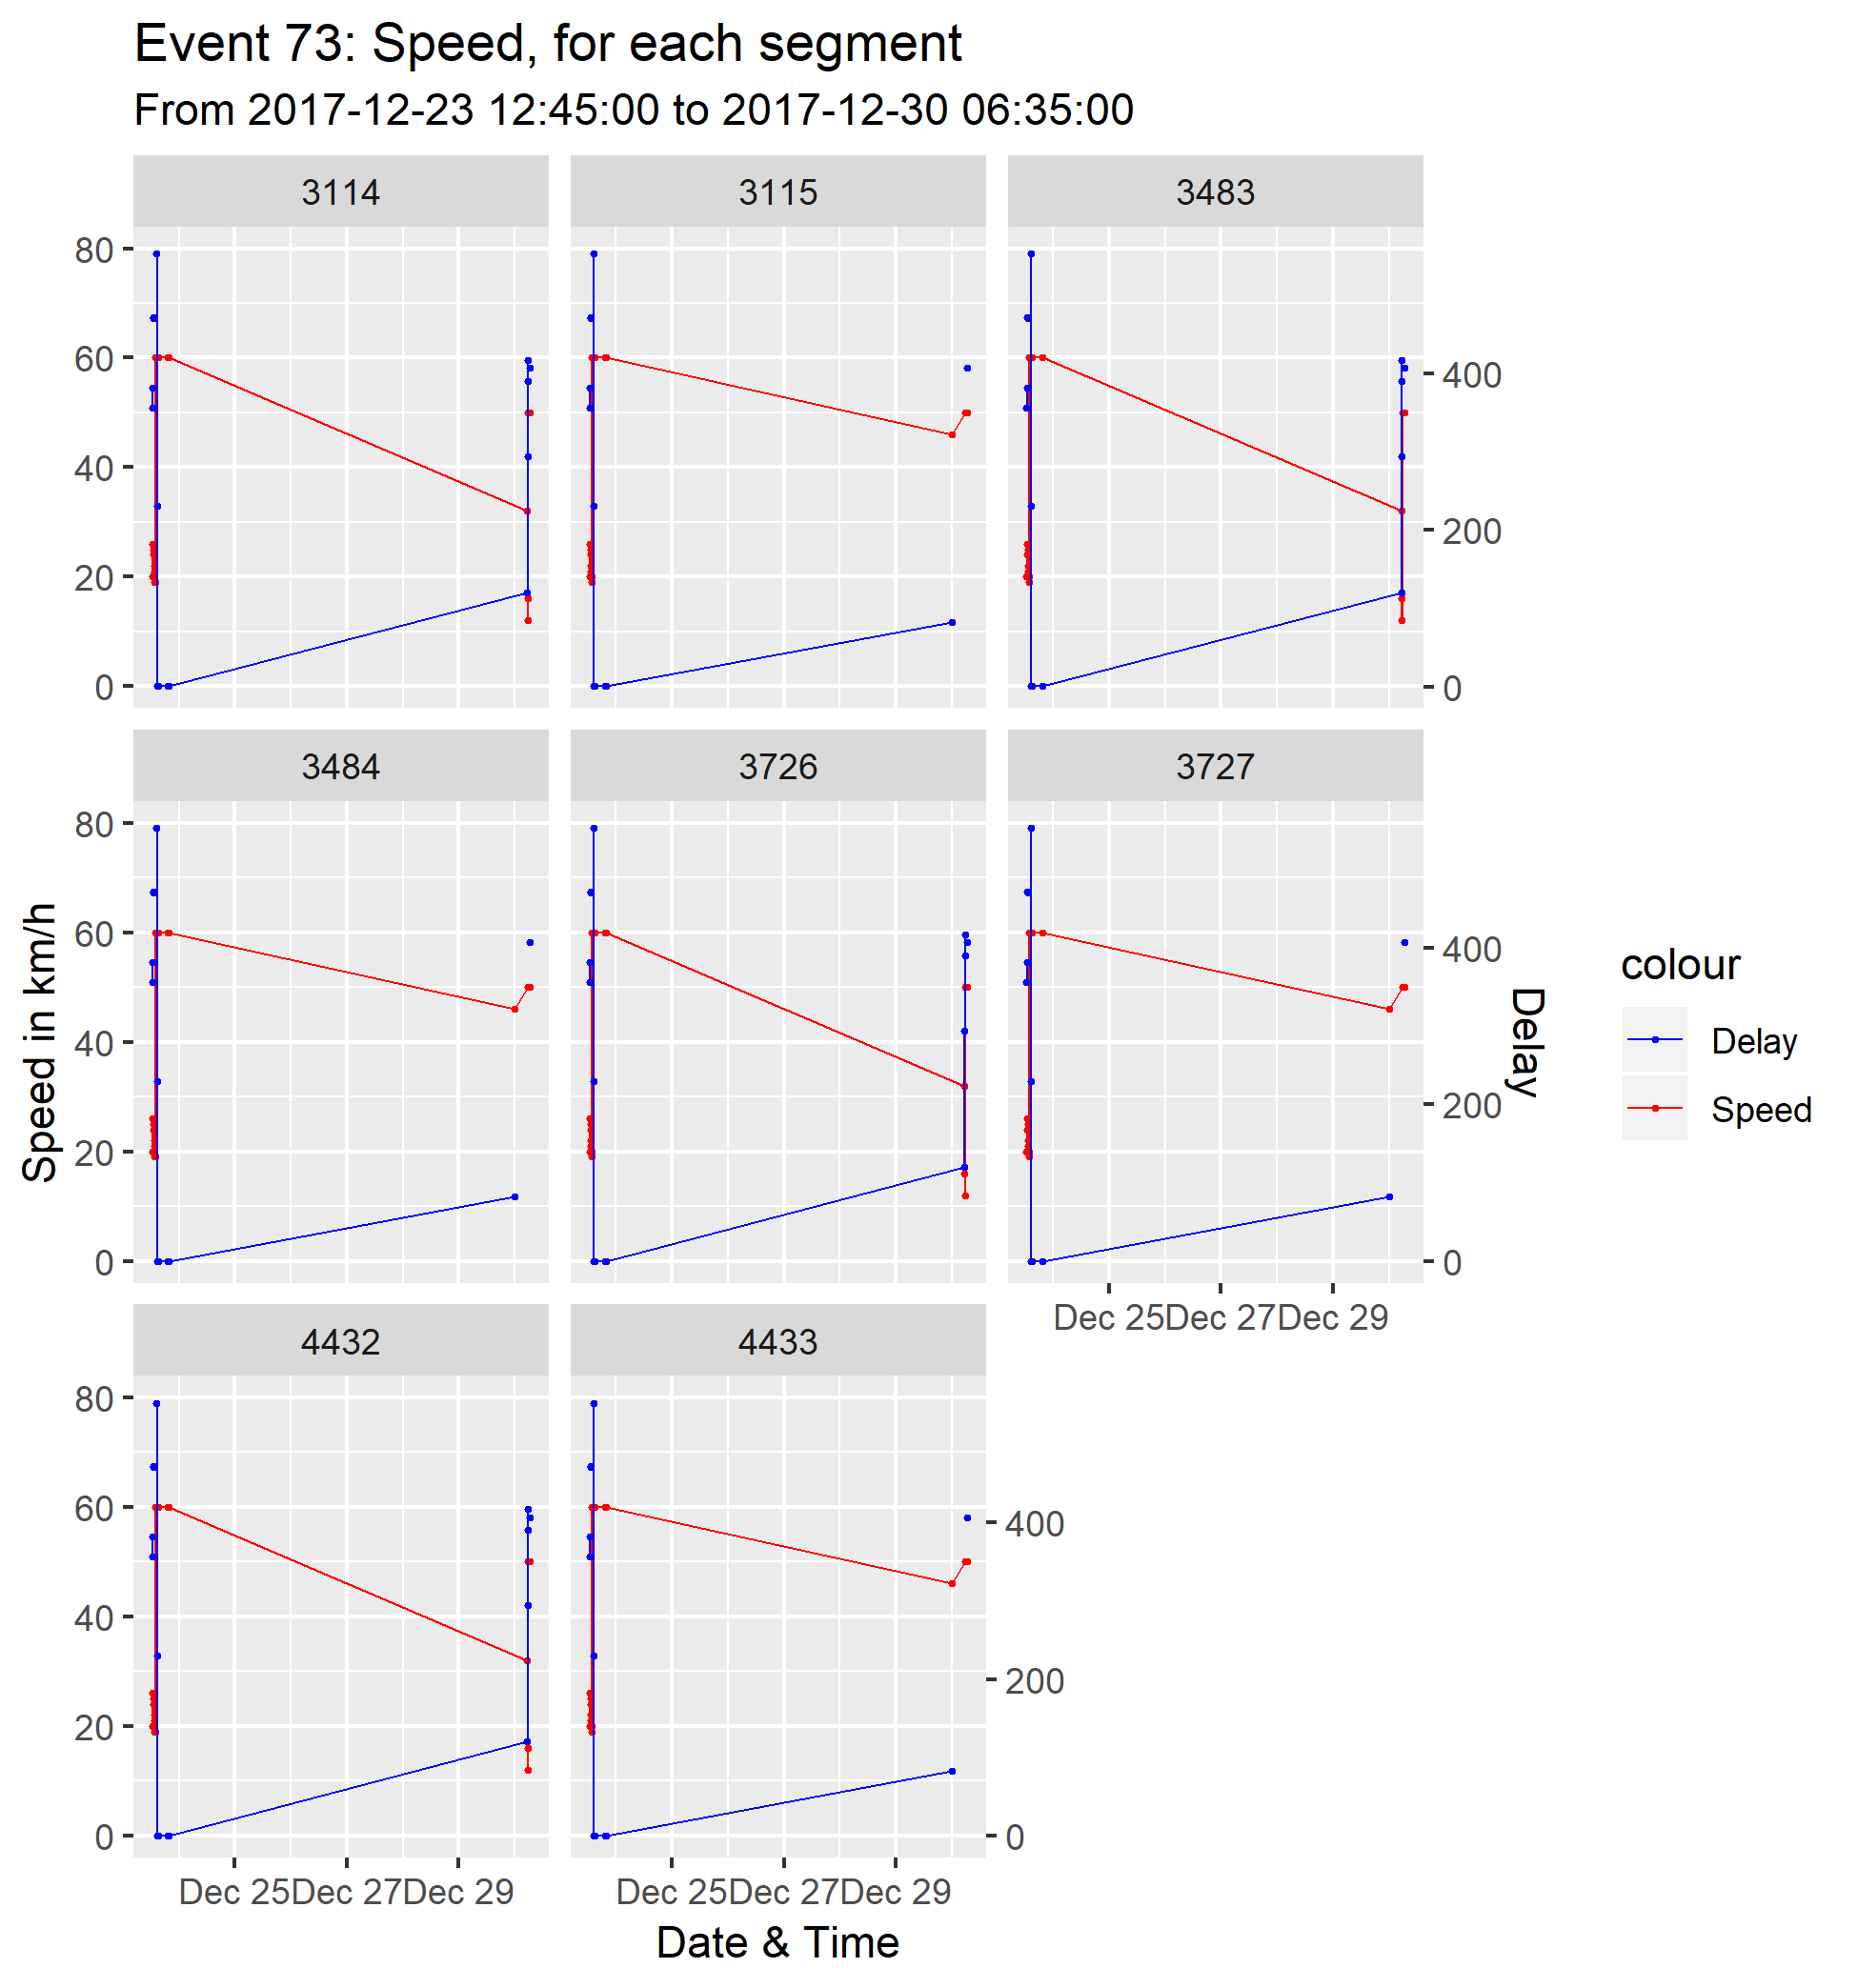 Event 73: Speed, for each segment
From 2017-12-23 12:45:00 to 2017-12-30 06:35:00
3114 3115 3483
80
60
40
20
0
400
200
0
3484 3726 3727
80
60
40
20
0
400
200
0
Dec 25 Dec 27 Dec 29
4432 4433
80
60
40
20
0
400
200
0
Dec 25 Dec 27 Dec 29 Dec 25 Dec 27 Dec 29
Date & Time
Speed in km/h
Delay
colour
Delay
Speed